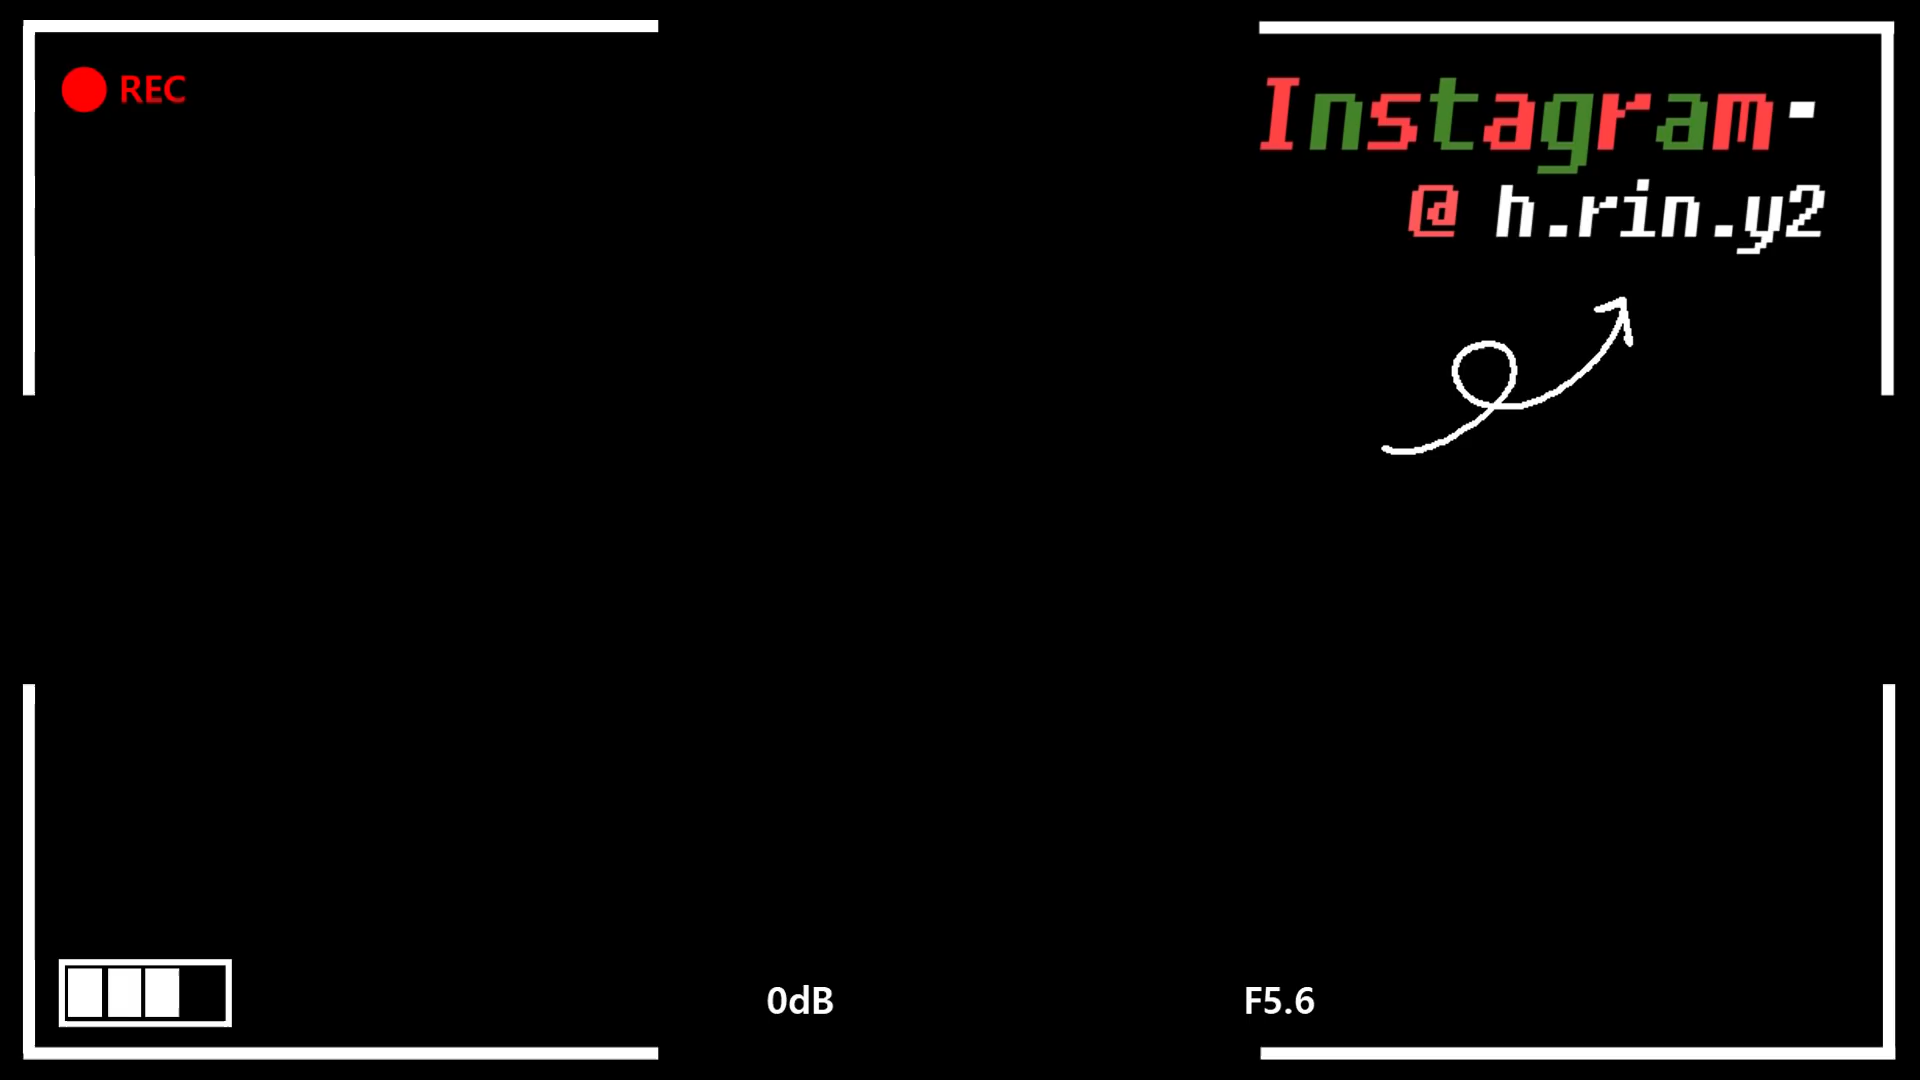 REC
Instagram-
@ h.rin.y2
0dB
F5.6